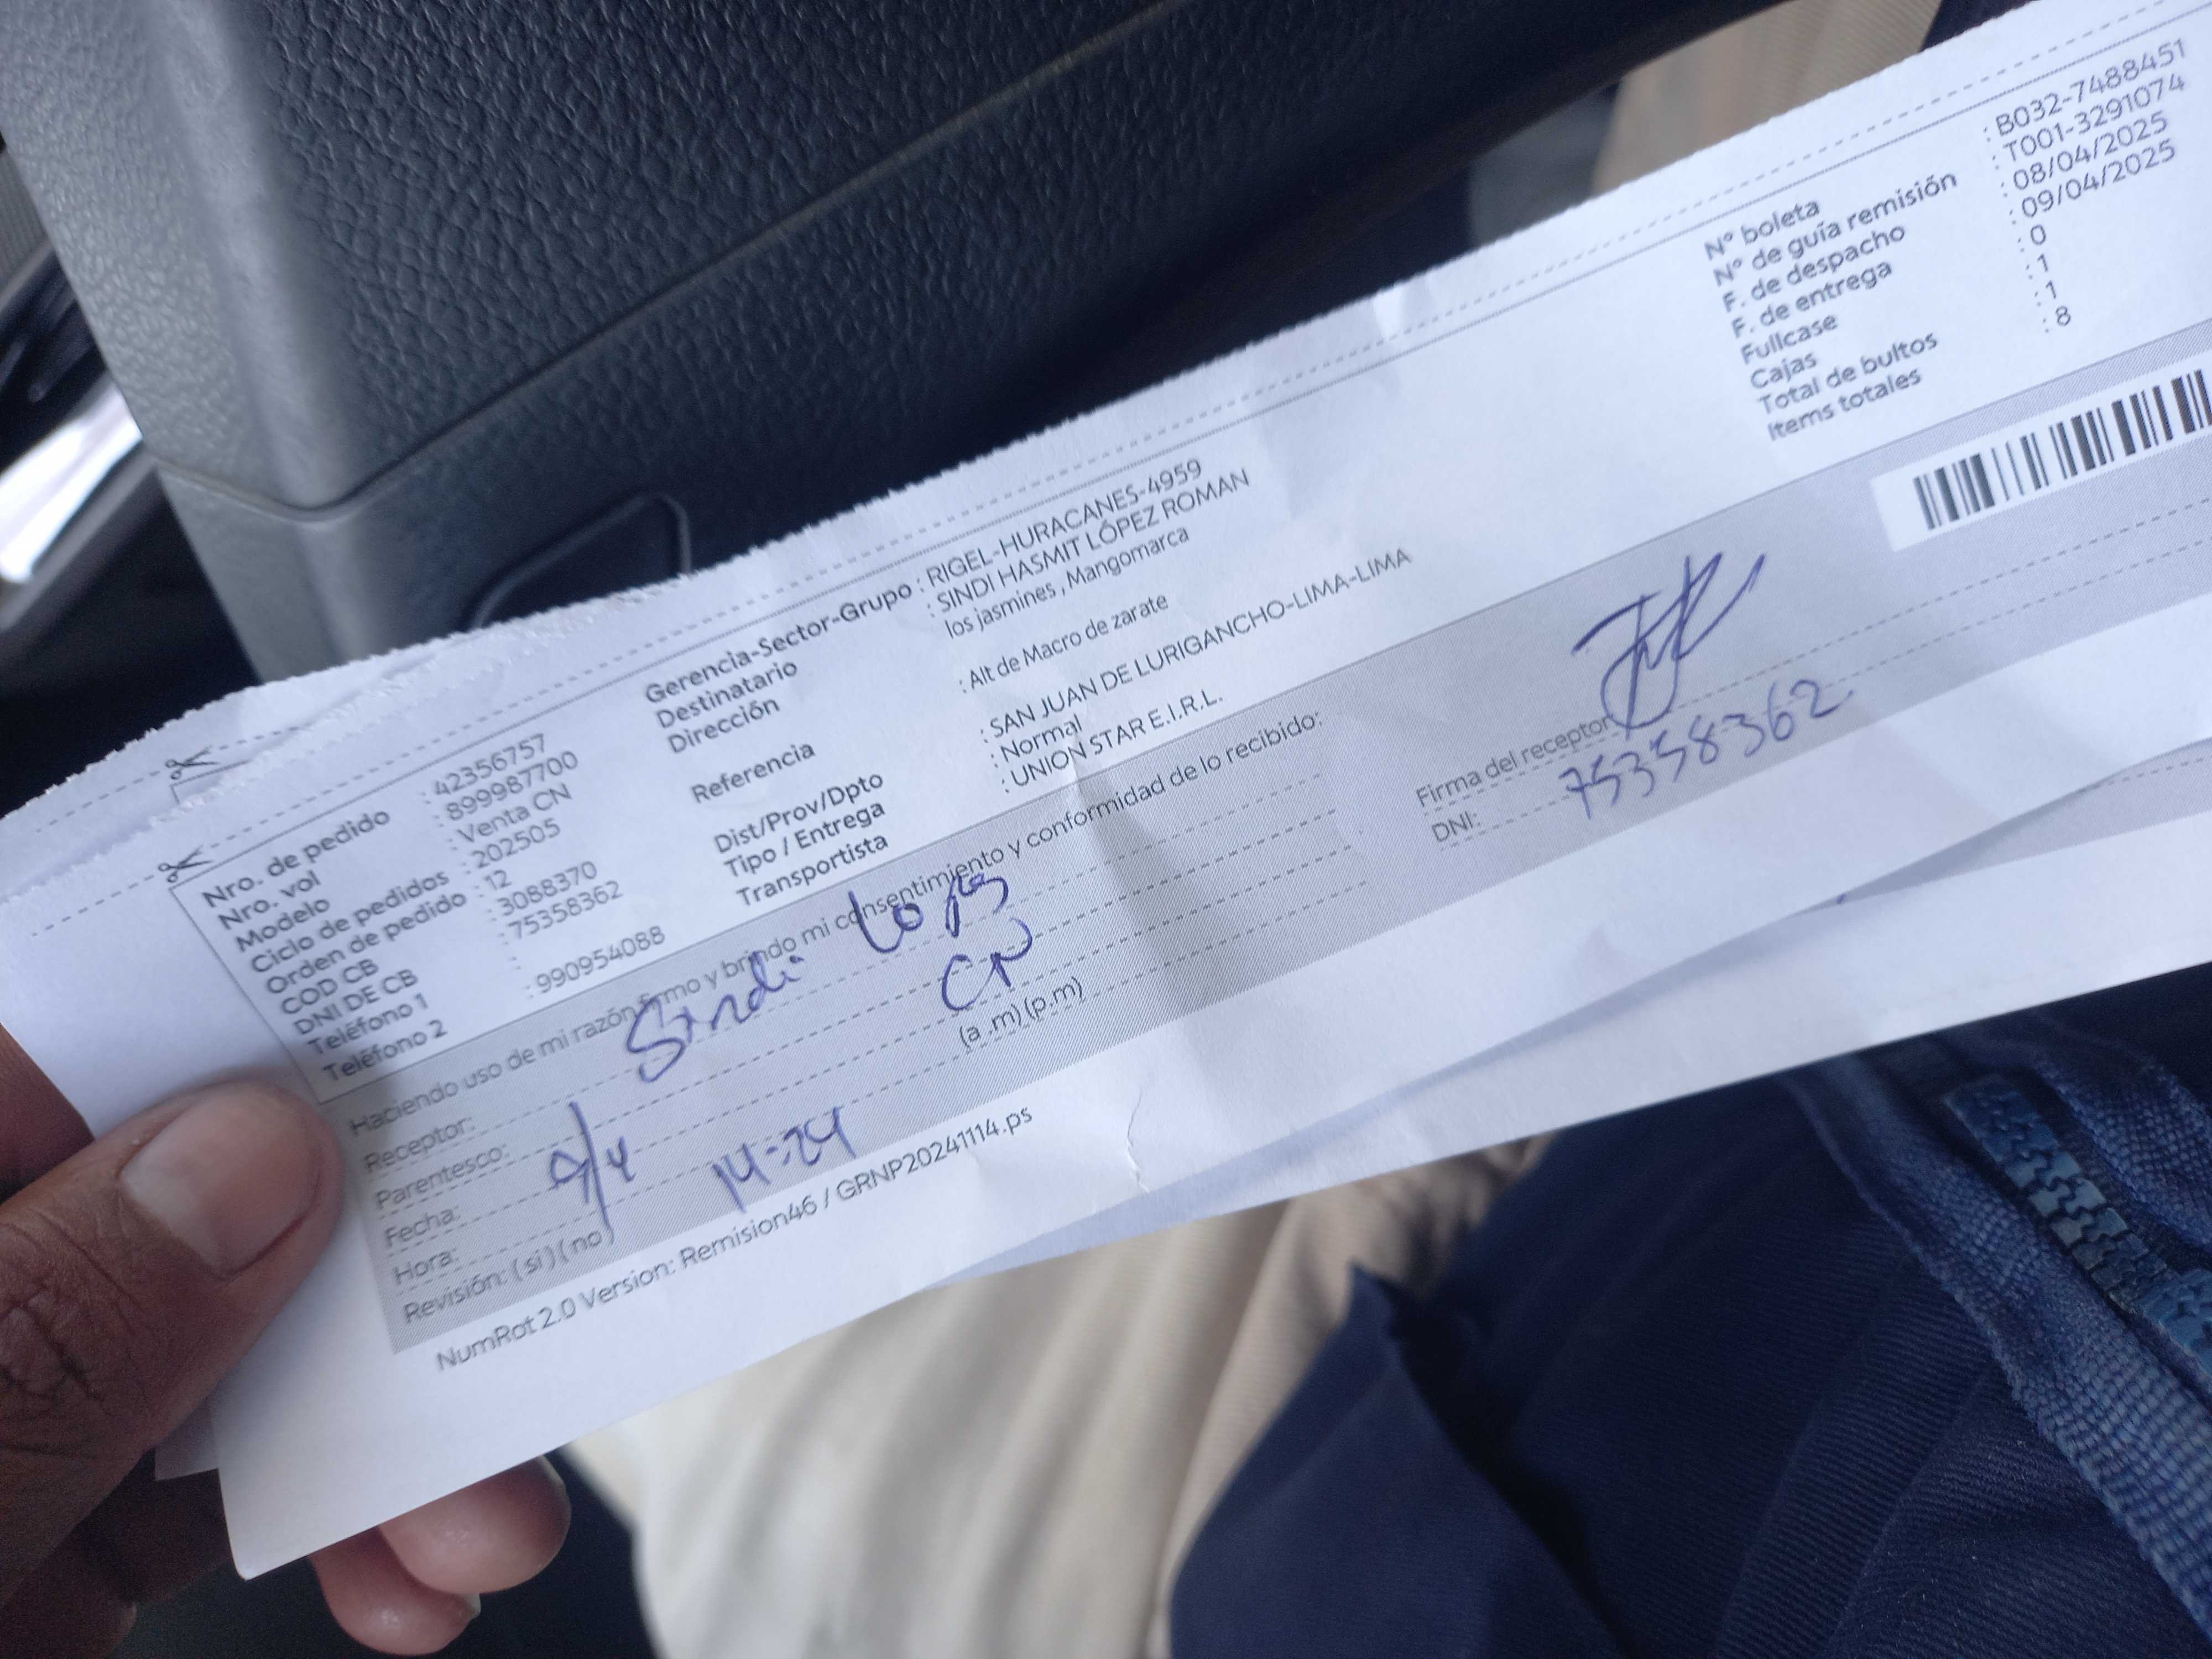 Nro. de pedido : 42356757
Nro. vol : 899987700
Modelo : Venta CN
Ciclo de pedidos : 202505
Orden de pedido : 12
COD CB : 3088370
DNI DE CB : 75358362
Teléfono 1 :
Teléfono 2 : 990954088
Gerencia-Sector-Grupo : RIGEL-HURACANES-4959
Destinatario : SINDI HASMIT LÓPEZ ROMAN
Dirección los jasmines , Mangomarca
Referencia : Alt de Macro de zarate
Dist/Prov/Dpto : SAN JUAN DE LURIGANCHO-LIMA-LIMA
Tipo / Entrega : Normal
Transportista : UNION STAR E.I.R.L.
N° boleta : B032-7488451
N° de guía remisión : T001-3291074
F. de despacho : 08/04/2025
F. de entrega : 09/04/2025
Fullcase : 0
Cajas : 1
Total de bultos : 1
Items totales : 8
Haciendo uso de mi razón firmo y brindo mi consentimiento y conformidad de lo recibido:
Receptor: Sindi
Parentesco: CN
Fecha: 9/4
Hora: 14:24 (a .m) (p.m)
Revisión: ( si ) ( no )
Firma del receptor
DNI: 75358362
NumRot 2.0 Version: Remision46 / GRNP20241114.ps